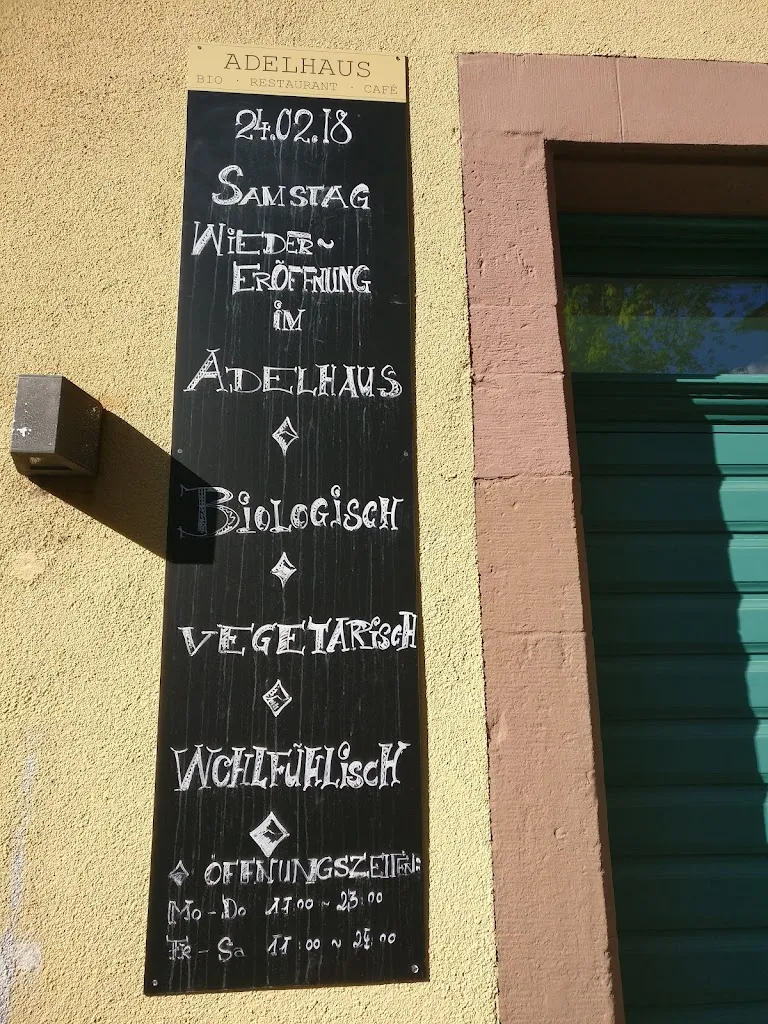 ADELHAUS
BIO · RESTAURANT · CAFÉ
24.02.18
SAMSTAG
WIEDER~
ERÖFFNUNG
iM
ADELHAUS
BiOLOGiSCH
VEGETARiSCH
WOHLFÜHLiSCH
ÖFFNUNGSZEITEN:
Mo - Do 11:00 ~ 23:00
FR - Sa 11:00 ~ 24:00